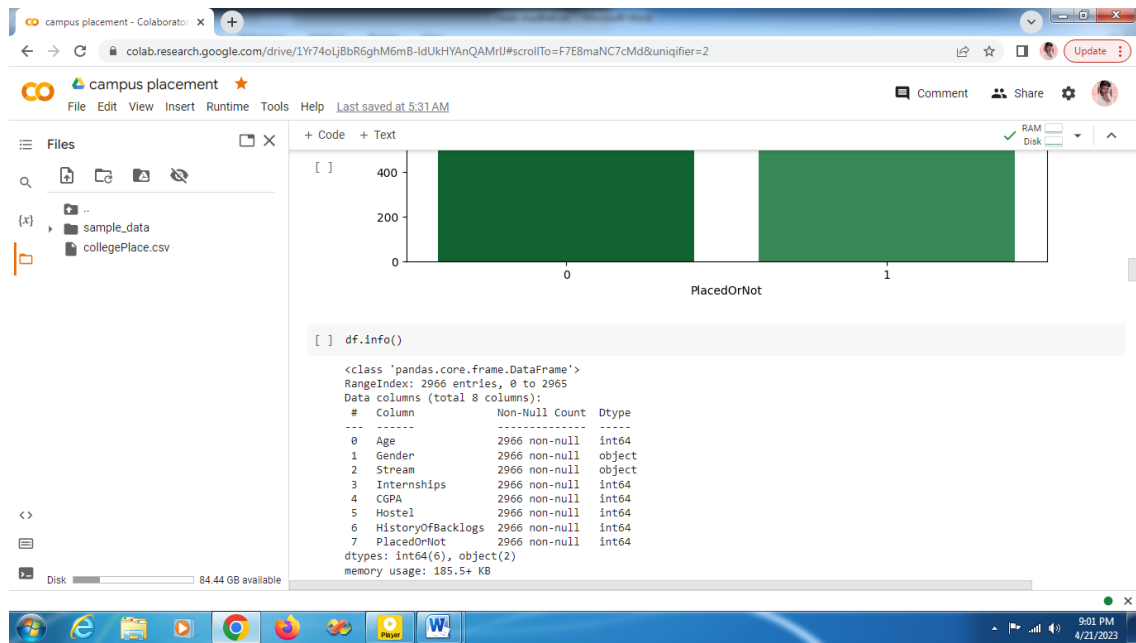 campus placement - Colaborator
colab.research.google.com/drive/1Yr74oLjBbR6ghM6mB-IdUkHYAnQAMrlJ#scrollTo=F7E8maNC7cMd&uniqifier=2
Update
CO campus placement
File Edit View Insert Runtime Tools Help Last saved at 5:31 AM
Comment Share
Files
+ Code + Text
RAM
Disk
..
sample_data
collegePlace.csv
{x}
[ ]
400
200
0
0 1
PlacedOrNot
[ ] df.info()
<class 'pandas.core.frame.DataFrame'>
RangeIndex: 2966 entries, 0 to 2965
Data columns (total 8 columns):
# Column Non-Null Count Dtype
--- ------ -------------- -----
0 Age 2966 non-null int64
1 Gender 2966 non-null object
2 Stream 2966 non-null object
3 Internships 2966 non-null int64
4 CGPA 2966 non-null int64
5 Hostel 2966 non-null int64
6 HistoryOfBacklogs 2966 non-null int64
7 PlacedOrNot 2966 non-null int64
dtypes: int64(6), object(2)
memory usage: 185.5+ KB
Disk 84.44 GB available
Player
9:01 PM
4/21/2023